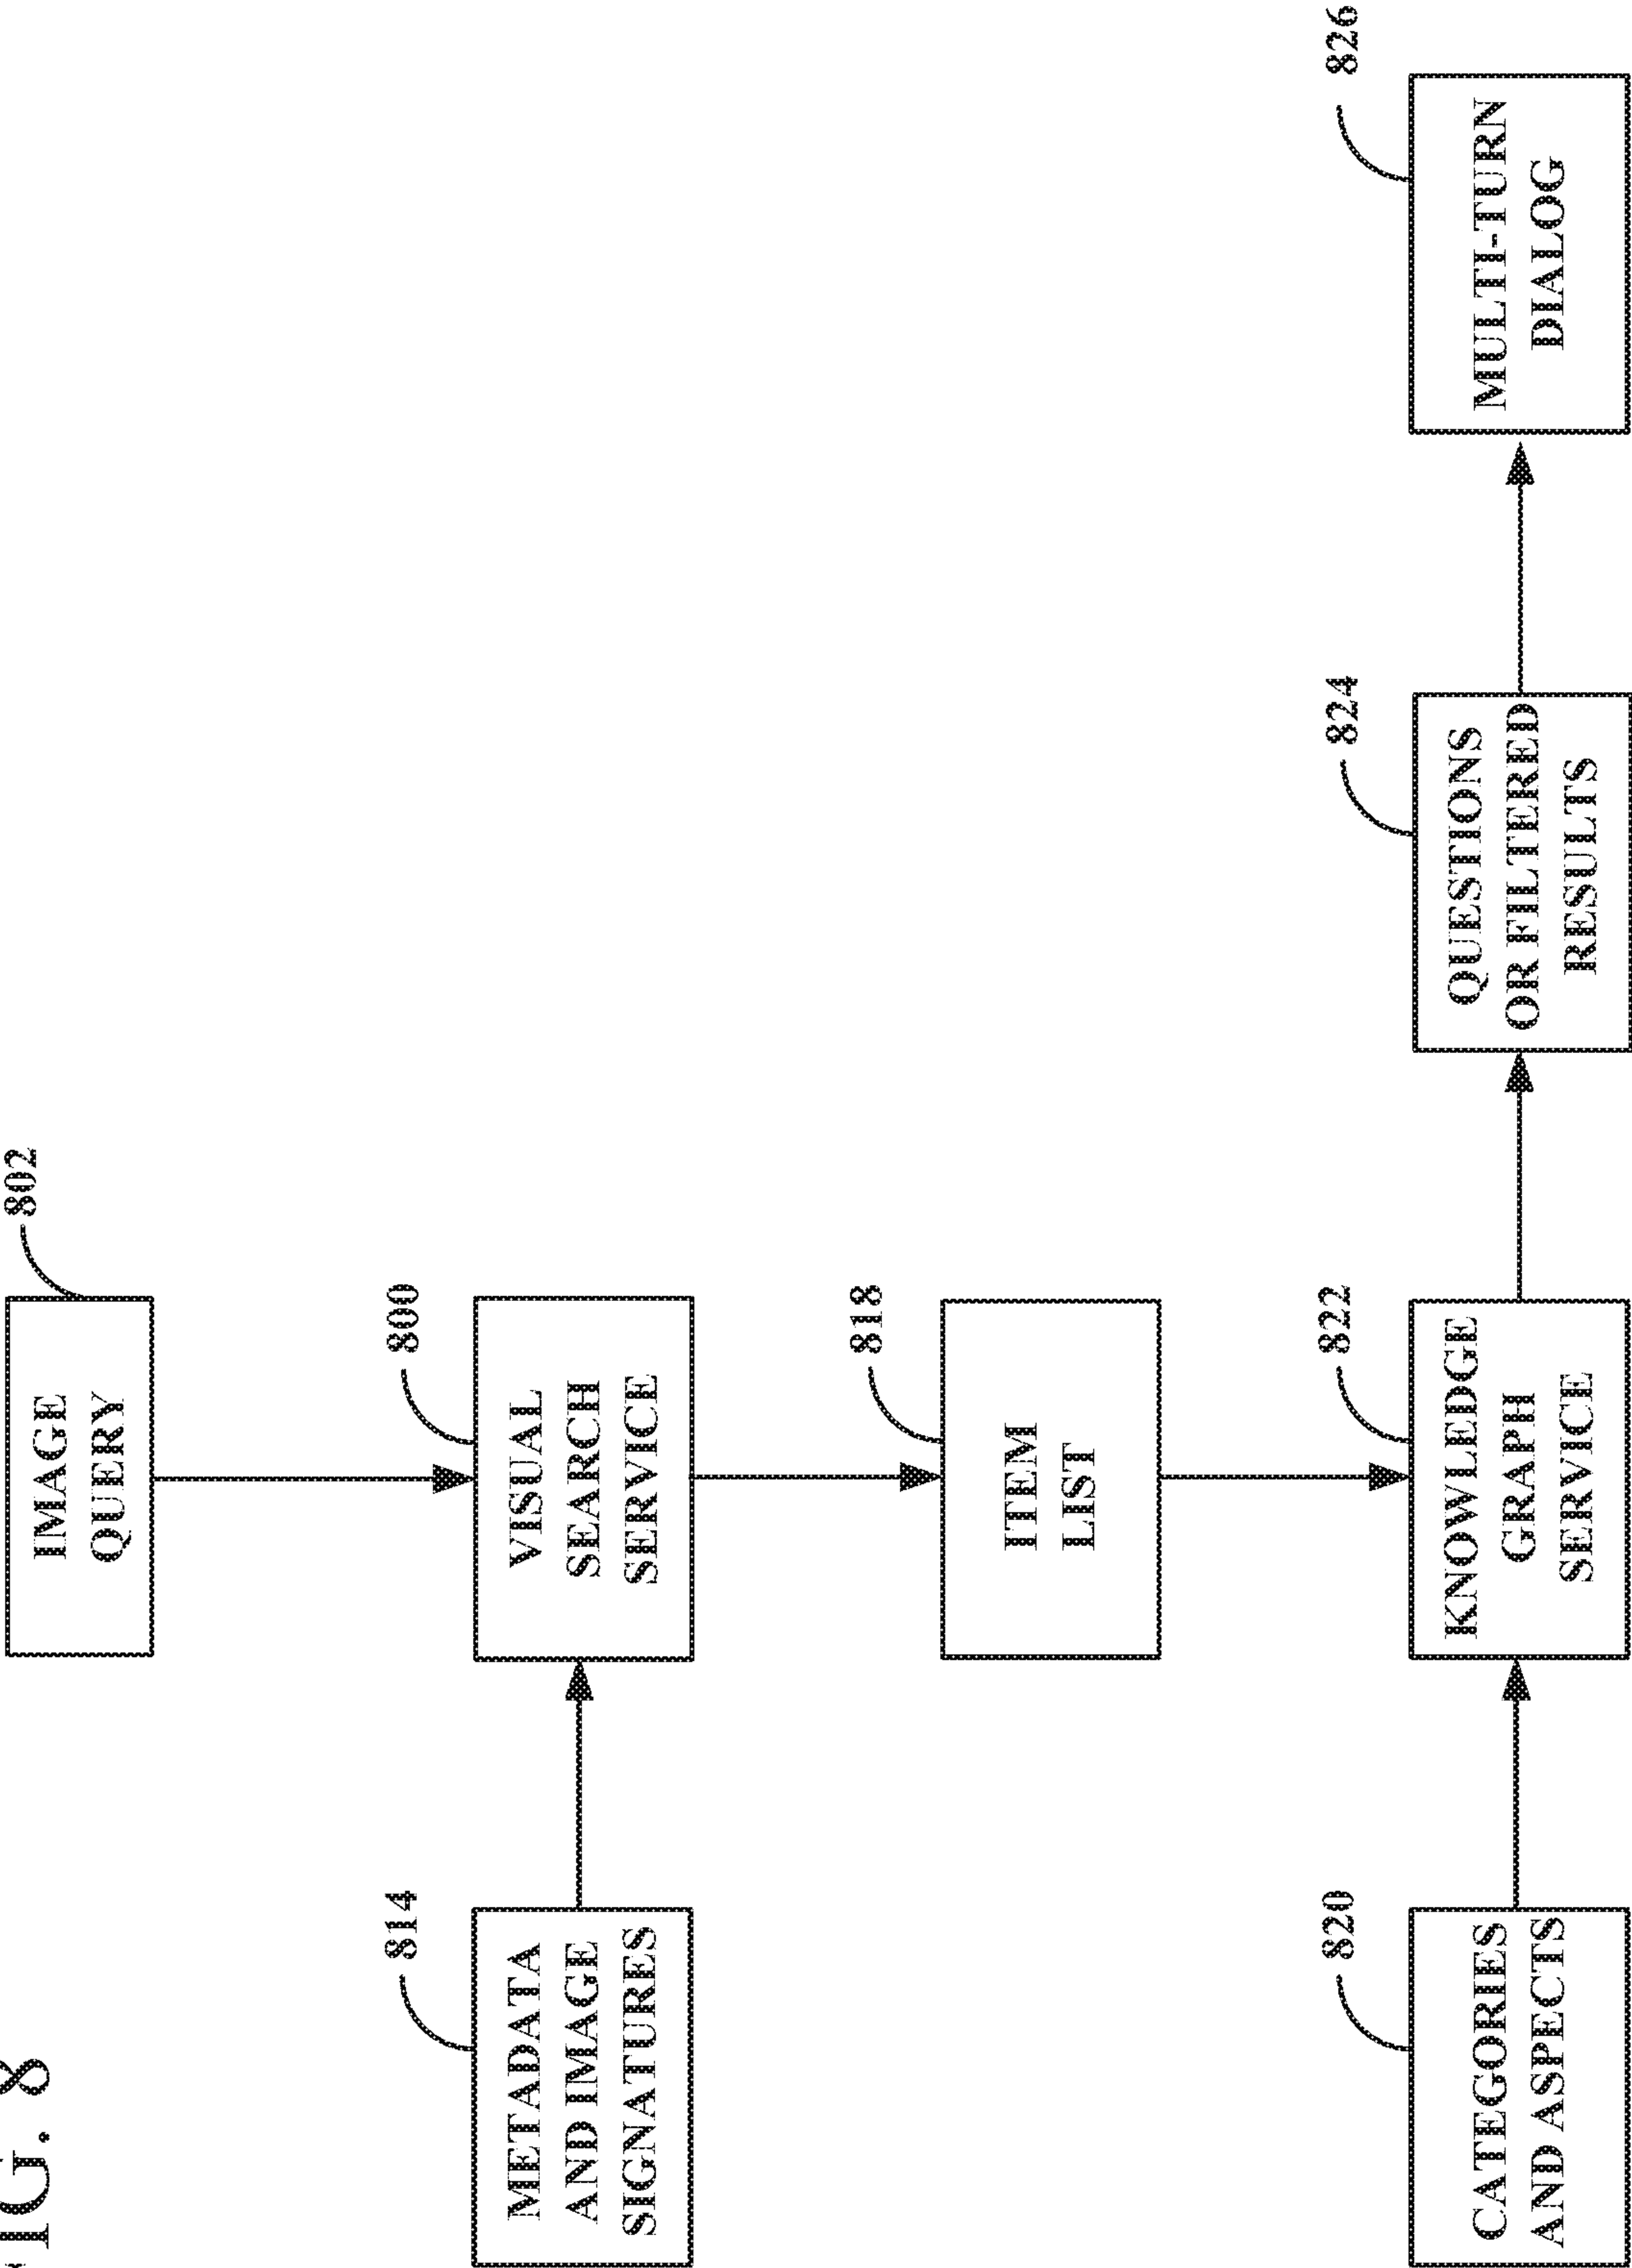 FIG. 8
802
IMAGE
QUERY
814
METADATA
AND IMAGE
SIGNATURES
800
VISUAL
SEARCH
SERVICE
818
ITEM
LIST
820
CATEGORIES
AND ASPECTS
822
KNOWLEDGE
GRAPH
SERVICE
824
QUESTIONS
OR FILTERED
RESULTS
826
MULTI-TURN
DIALOG